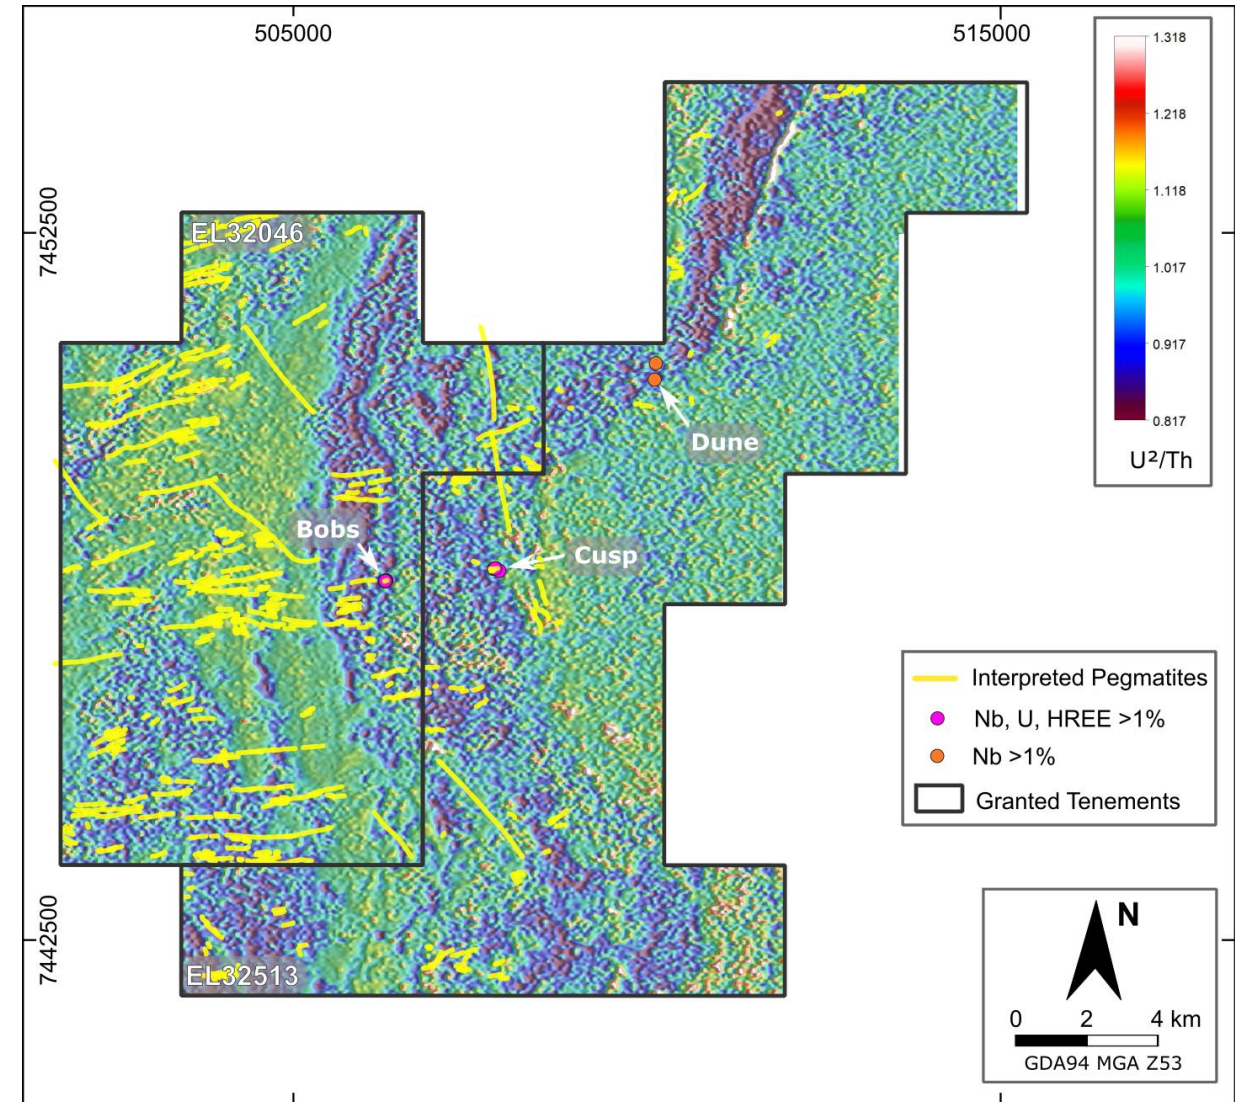 505000
515000
7452500
7442500
EL32046
Dune
Bobs
Cusp
EL32513
1.318
1.218
1.118
1.017
0.917
0.817
U²/Th
Interpreted Pegmatites
Nb, U, HREE >1%
Nb >1%
Granted Tenements
N
0 2 4 km
GDA94 MGA Z53